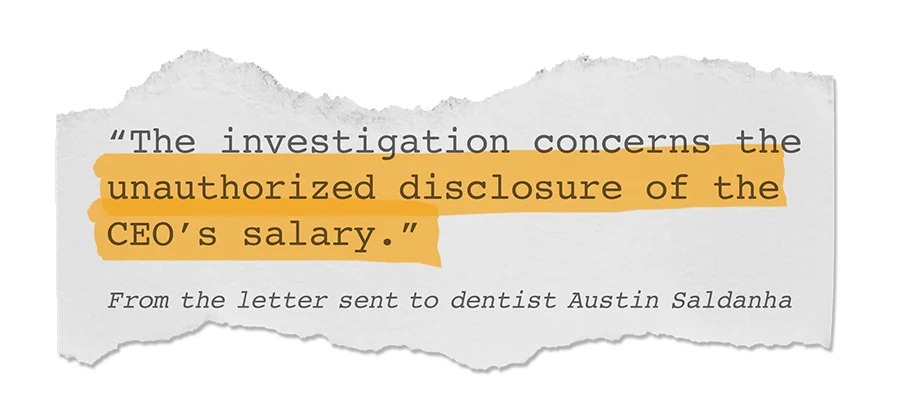 “The investigation concerns the
unauthorized disclosure of the
CEO’s salary.”
From the letter sent to dentist Austin Saldanha